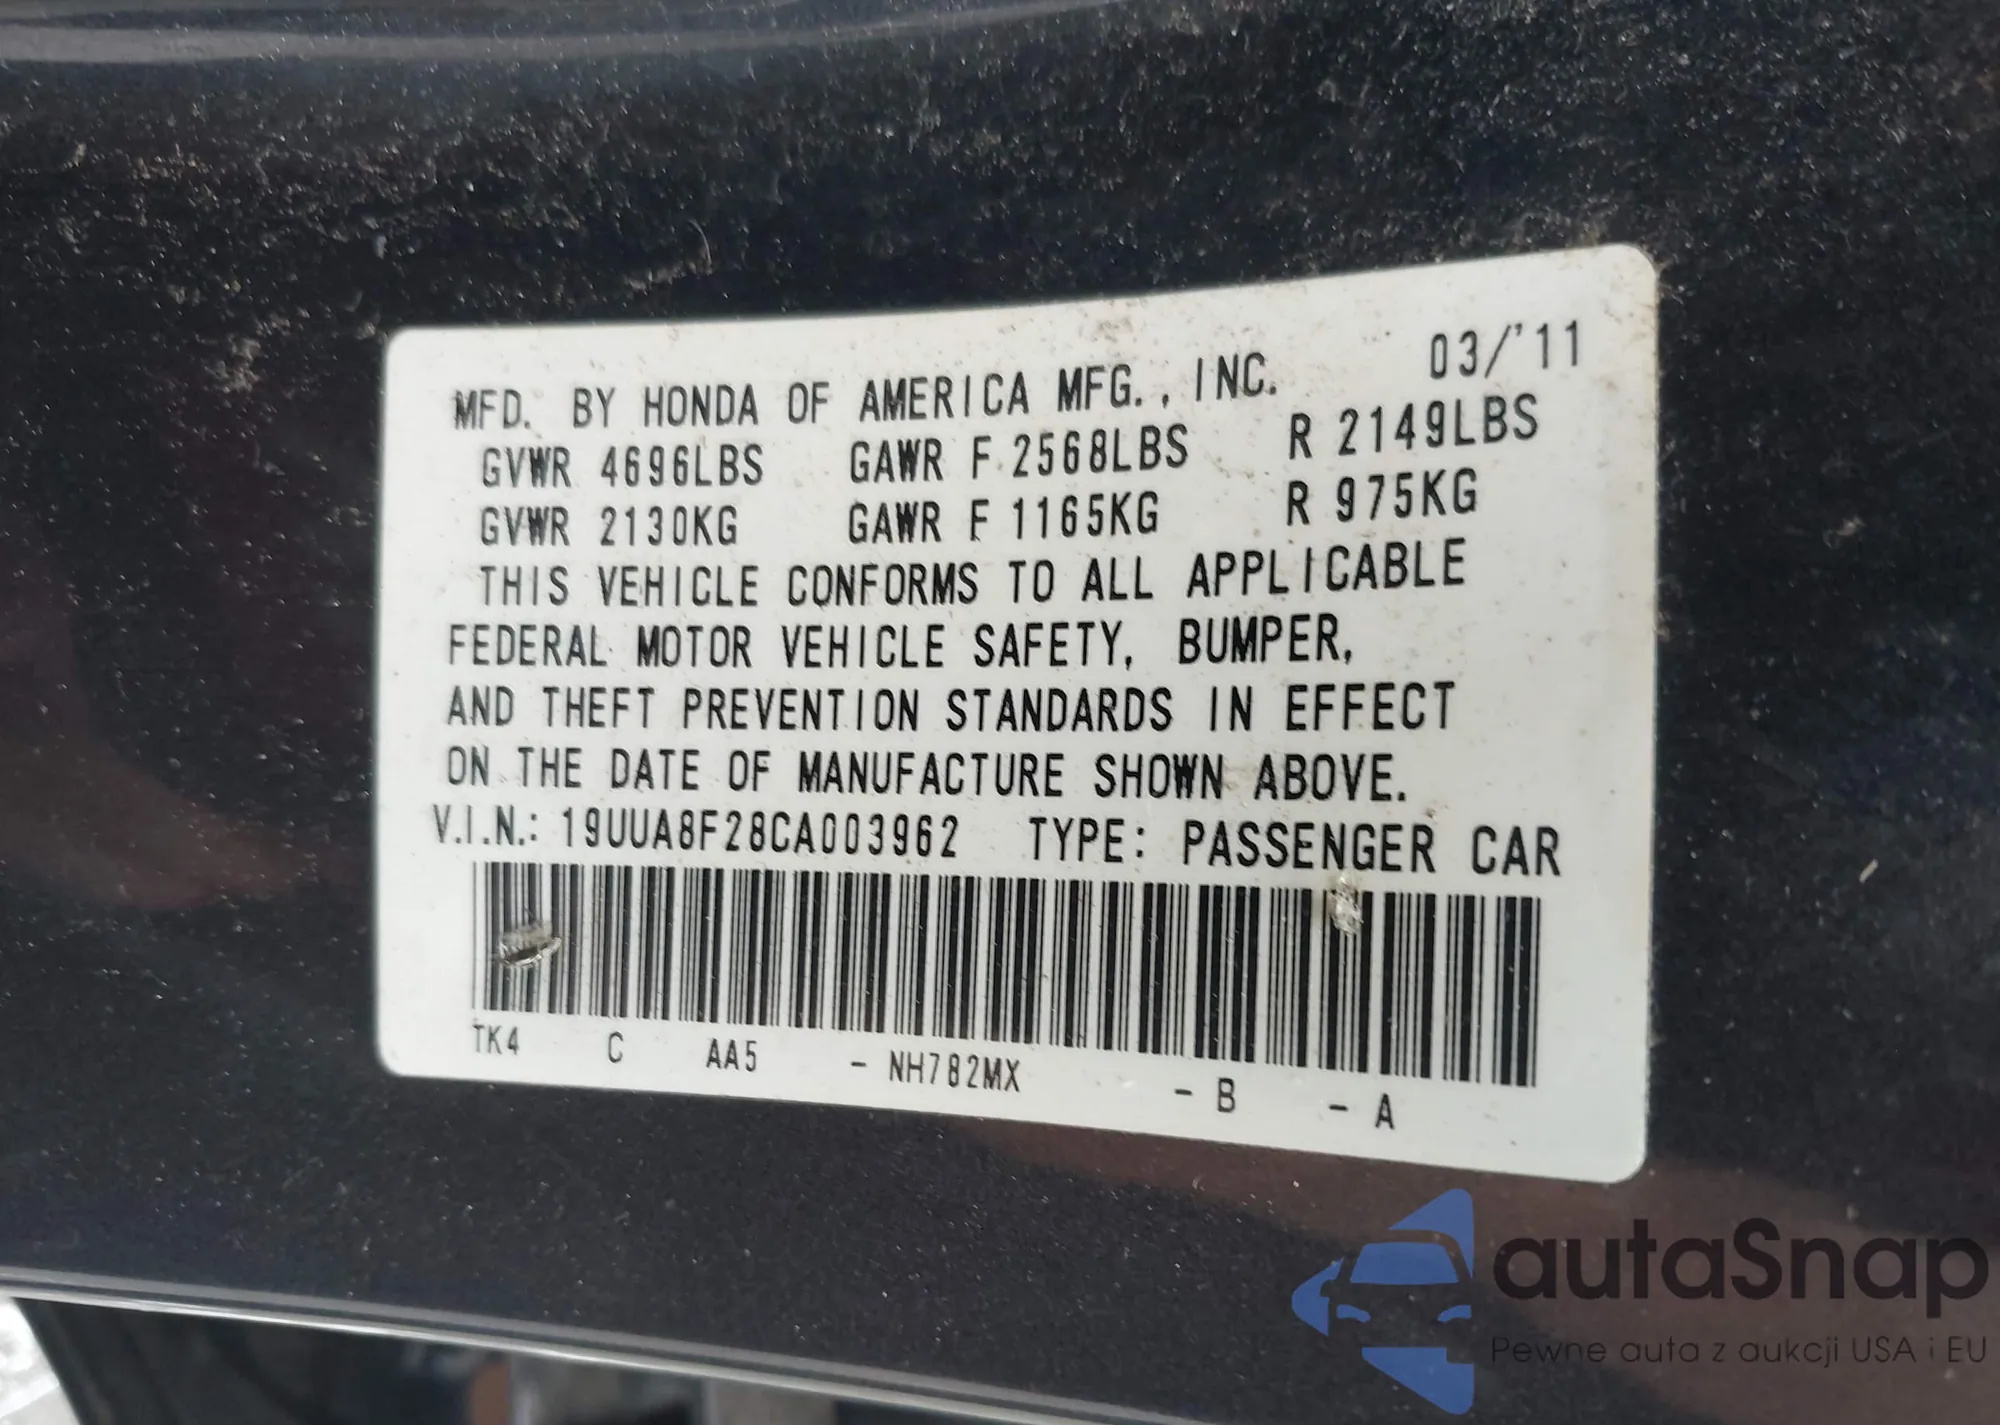 03/'11
MFD. BY HONDA OF AMERICA MFG., INC.
GVWR 4696LBS GAWR F 2568LBS R 2149LBS
GVWR 2130KG GAWR F 1165KG R 975KG
THIS VEHICLE CONFORMS TO ALL APPLICABLE
FEDERAL MOTOR VEHICLE SAFETY, BUMPER,
AND THEFT PREVENTION STANDARDS IN EFFECT
ON THE DATE OF MANUFACTURE SHOWN ABOVE.
V.I.N.: 19UUA8F28CA003962 TYPE: PASSENGER CAR
TK4 C AA5 - NH782MX - B - A
autaSnap
Pewne auta z aukcji USA i EU